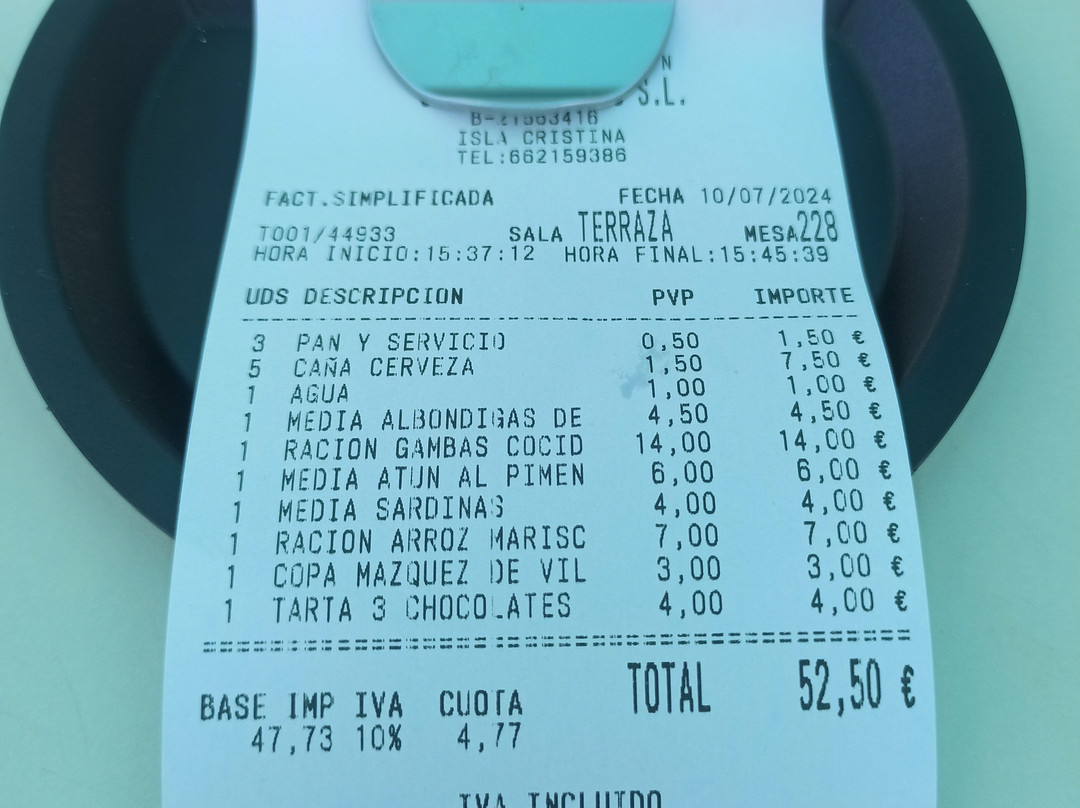 N
S.L.
ISLA CRISTINA
TEL:662159386
FACT.SIMPLIFICADA FECHA 10/07/2024
T001/44933 SALA TERRAZA MESA228
HORA INICIO:15:37:12 HORA FINAL:15:45:39
UDS DESCRIPCION PVP IMPORTE
3 PAN Y SERVICIO 0,50 1,50 €
5 CAÑA CERVEZA 1,50 7,50 €
1 AGUA 1,00 1,00 €
1 MEDIA ALBONDIGAS DE 4,50 4,50 €
1 RACION GAMBAS COCID 14,00 14,00 €
1 MEDIA ATUN AL PIMEN 6,00 6,00 €
1 MEDIA SARDINAS 4,00 4,00 €
1 RACION ARROZ MARISC 7,00 7,00 €
1 COPA MAZQUEZ DE VIL 3,00 3,00 €
1 TARTA 3 CHOCOLATES 4,00 4,00 €
TOTAL 52,50 €
BASE IMP IVA CUOTA
47,73 10% 4,77
IVA INCLUIDO